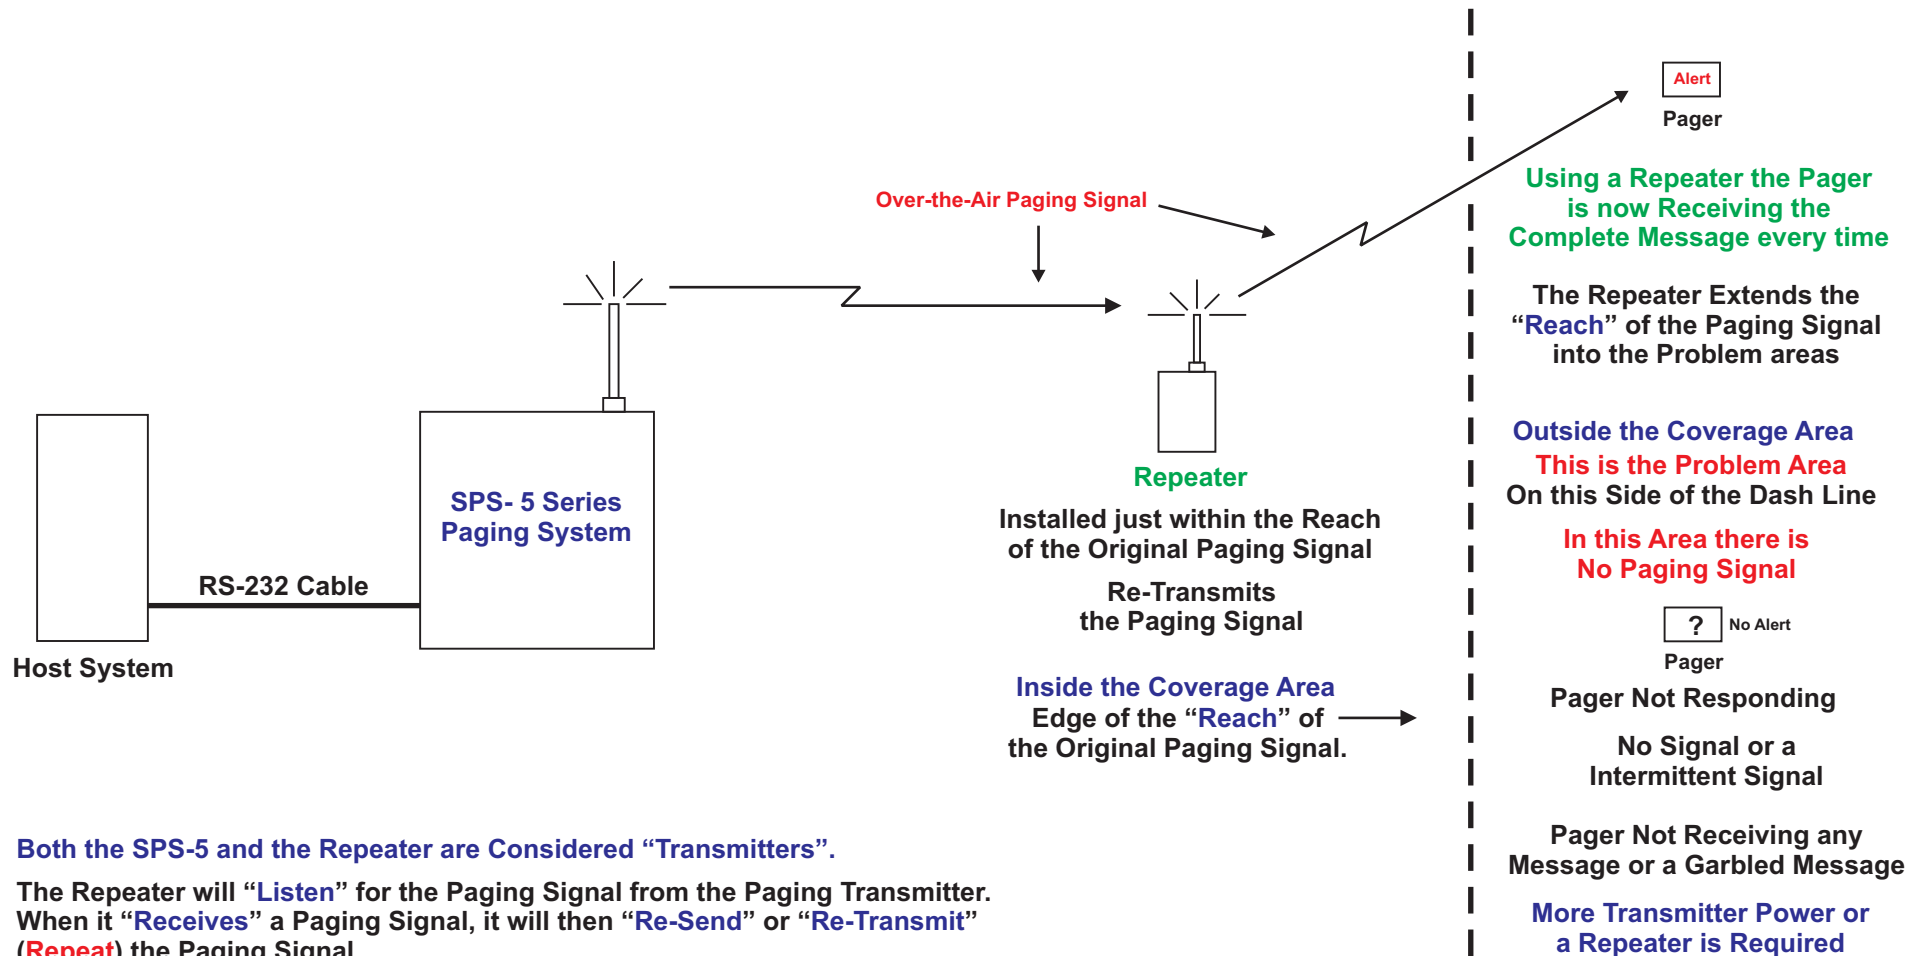 Alert
Pager
Using a Repeater the Pager
is now Receiving the
Complete Message every time
Over-the-Air Paging Signal
The Repeater Extends the
“Reach” of the Paging Signal
into the Problem areas
Outside the Coverage Area
This is the Problem Area
On this Side of the Dash Line
In this Area there is
No Paging Signal
? No Alert
Pager
Pager Not Responding
No Signal or a
Intermittent Signal
Pager Not Receiving any
Message or a Garbled Message
More Transmitter Power or
a Repeater is Required
SPS- 5 Series
Paging System
RS-232 Cable
Host System
Repeater
Installed just within the Reach
of the Original Paging Signal
Re-Transmits
the Paging Signal
Inside the Coverage Area
Edge of the “Reach” of
the Original Paging Signal.
Both the SPS-5 and the Repeater are Considered “Transmitters”.
The Repeater will “Listen” for the Paging Signal from the Paging Transmitter.
When it “Receives” a Paging Signal, it will then “Re-Send” or “Re-Transmit”
(Repeat) the Paging Signal